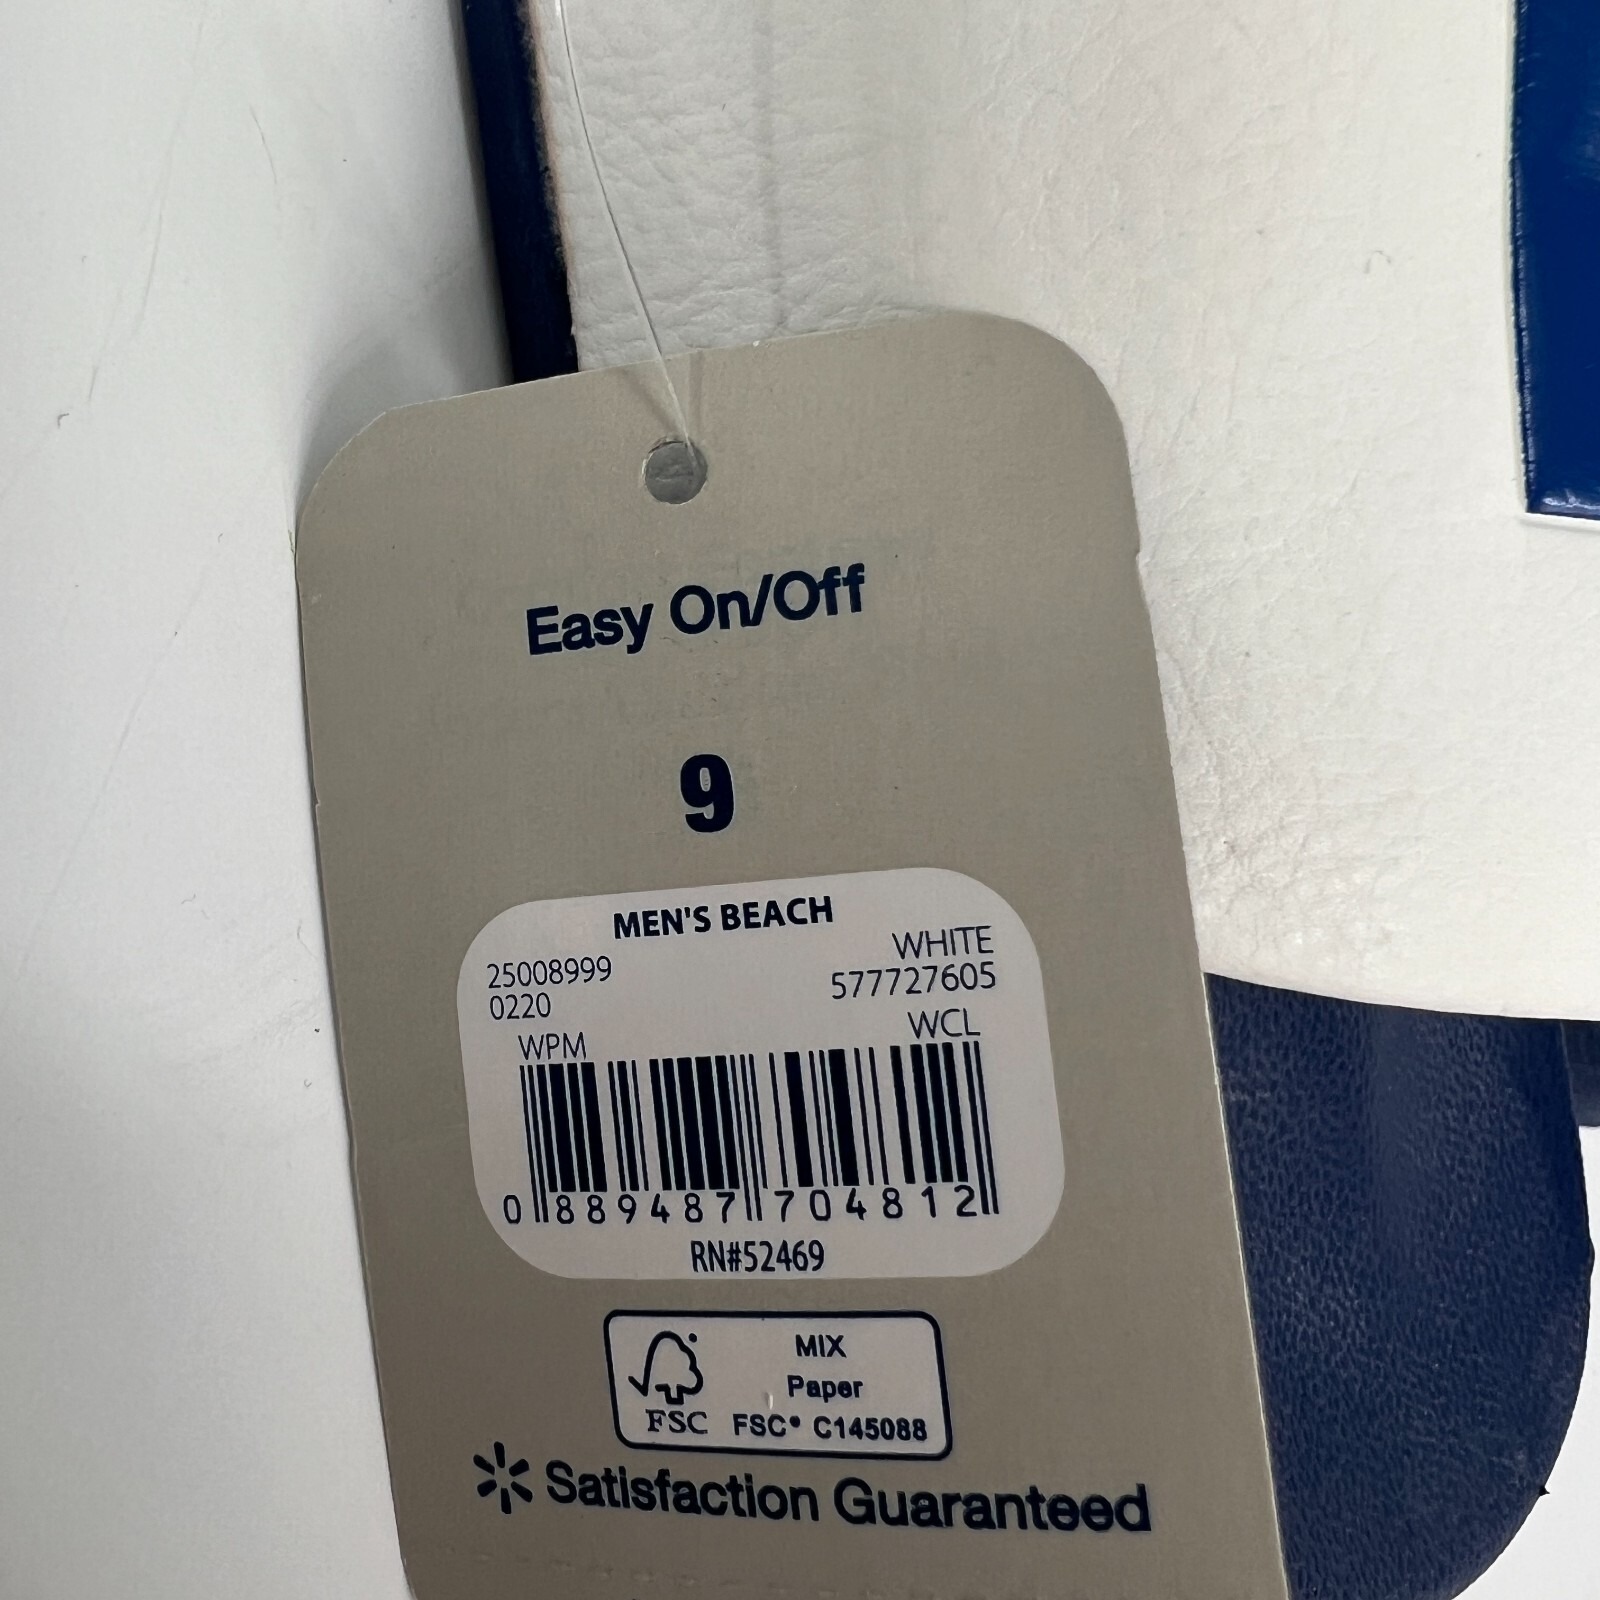 Easy On/Off
9
MEN'S BEACH
WHITE
25008999
577727605
0220
WCL
WPM
0 889487 704812
RN#52469
MIX
Paper
FSC FSC® C145088
Satisfaction Guaranteed